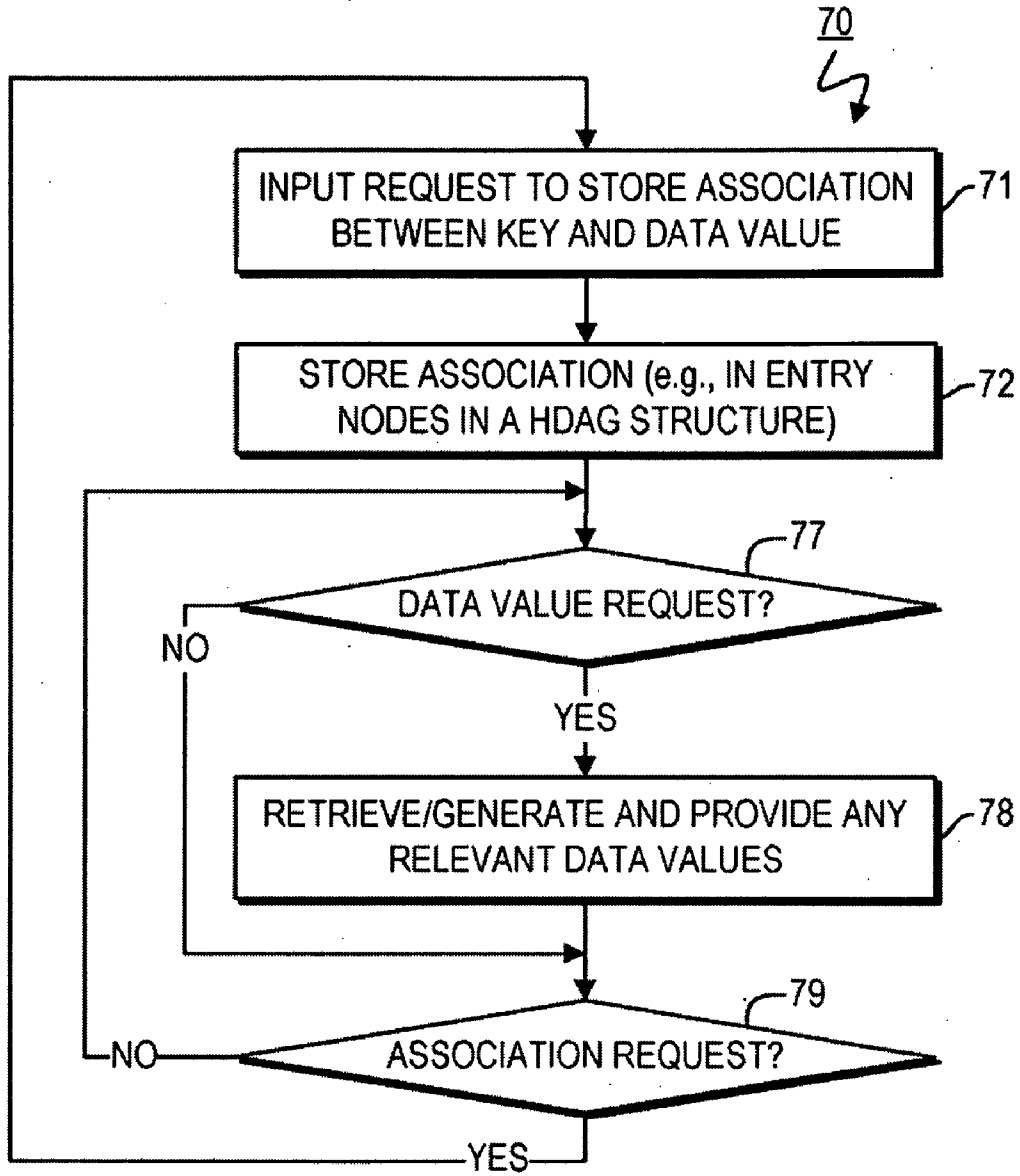 70
INPUT REQUEST TO STORE ASSOCIATION
BETWEEN KEY AND DATA VALUE
71
STORE ASSOCIATION (e.g., IN ENTRY
NODES IN A HDAG STRUCTURE)
72
77
DATA VALUE REQUEST?
NO
YES
RETRIEVE/GENERATE AND PROVIDE ANY
RELEVANT DATA VALUES
78
79
ASSOCIATION REQUEST?
NO
YES